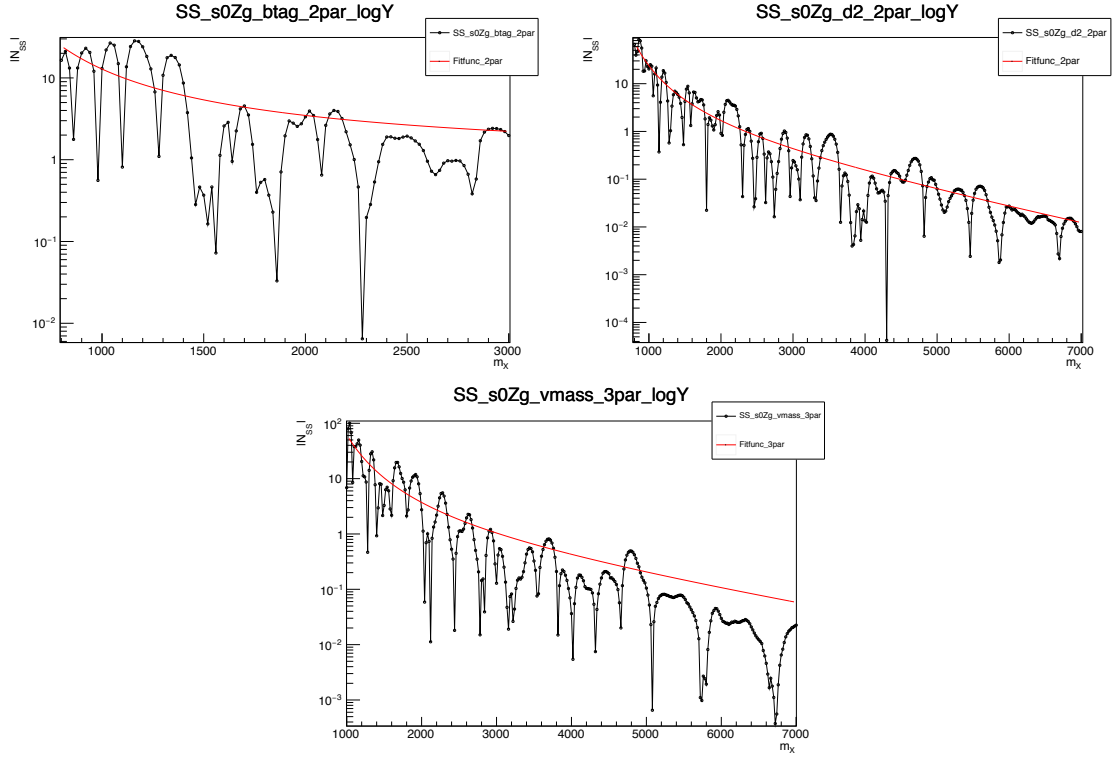 SS_s0Zg_btag_2par_logY
|N_SS|
SS_s0Zg_btag_2par
Fitfunc_2par
10
1
10^-1
10^-2
1000 1500 2000 2500 3000
m_X
SS_s0Zg_d2_2par_logY
|N_SS|
SS_s0Zg_d2_2par
Fitfunc_2par
10
1
10^-1
10^-2
10^-3
10^-4
1000 2000 3000 4000 5000 6000 7000
m_X
SS_s0Zg_vmass_3par_logY
|N_SS|
SS_s0Zg_vmass_3par
Fitfunc_3par
10^2
10
1
10^-1
10^-2
10^-3
1000 2000 3000 4000 5000 6000 7000
m_X